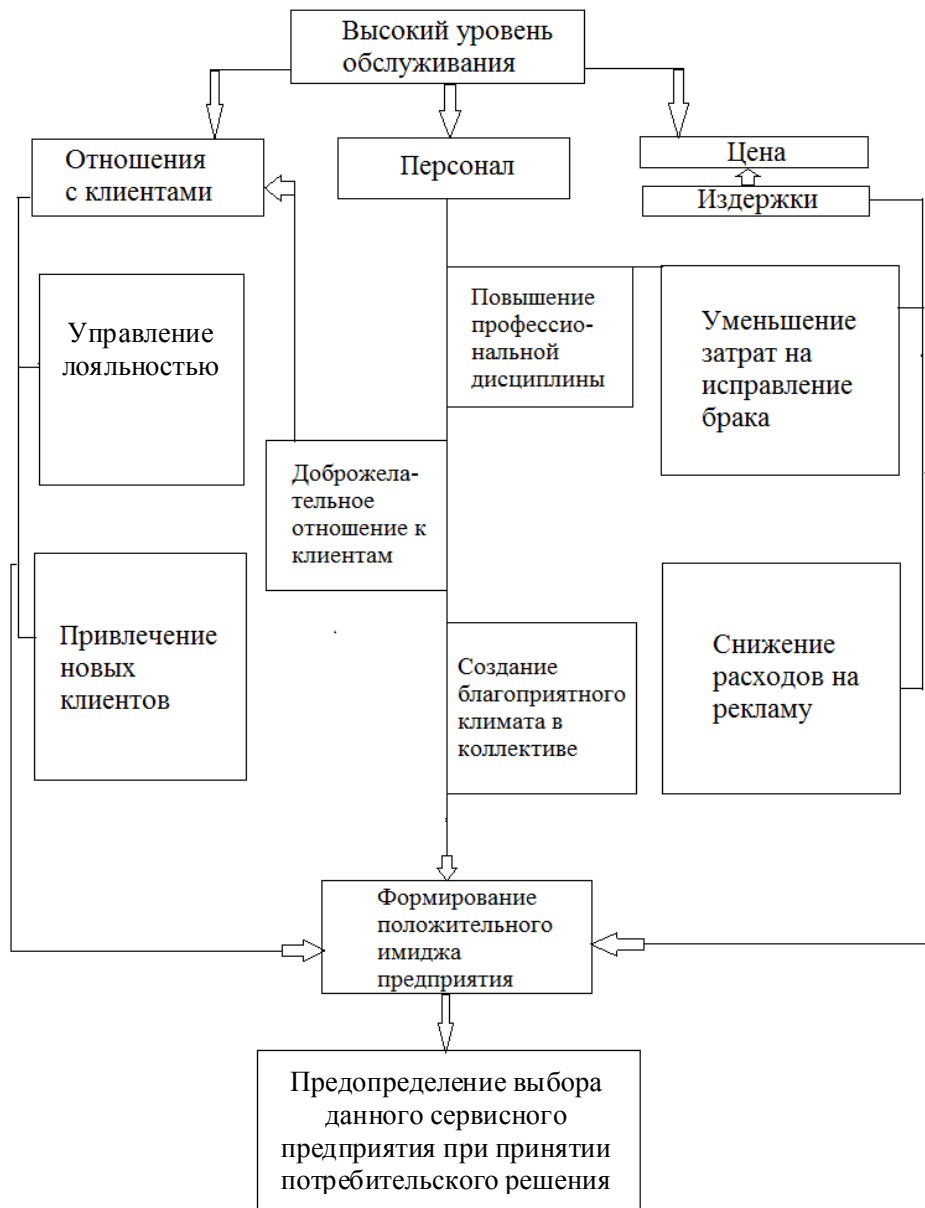 Высокий уровень
обслуживания
Отношения
с клиентами
Персонал
Цена
Издержки
Управление
лояльностью
Повышение
профессио-
нальной
дисциплины
Уменьшение
затрат на
исправление
брака
Доброжела-
тельное
отношение к
клиентам
Привлечение
новых
клиентов
Создание
благоприятного
климата в
коллективе
Снижение
расходов на
рекламу
Формирование
положительного
имиджа
предприятия
Предопределение выбора
данного сервисного
предприятия при принятии
потребительского решения